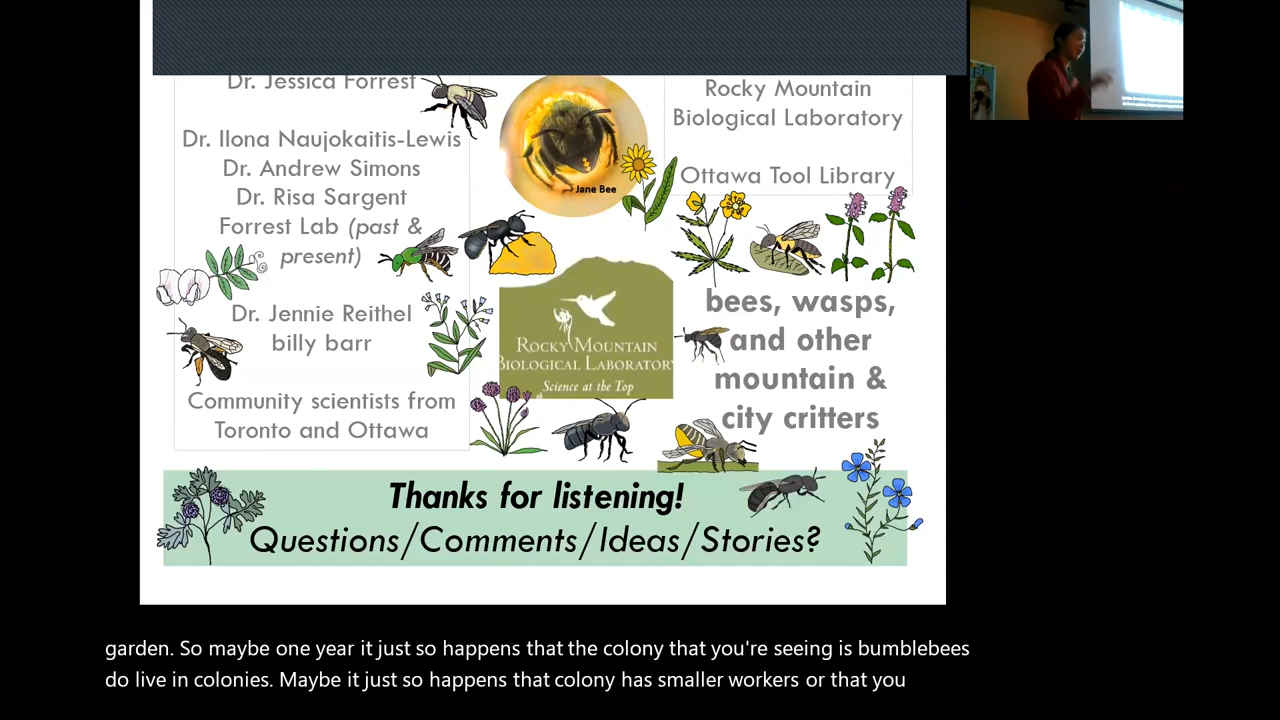 Dr. Jessica Forrest
Dr. Ilona Naujokaitis-Lewis
Dr. Andrew Simons
Dr. Risa Sargent
Forrest Lab (past &
present)
Dr. Jennie Reithel
billy barr
Community scientists from
Toronto and Ottawa
Jane Bee
ROCKY MOUNTAIN
BIOLOGICAL LABORATORY
Science at the Top
Rocky Mountain
Biological Laboratory
Ottawa Tool Library
bees, wasps,
and other
mountain &
city critters
Thanks for listening!
Questions/Comments/Ideas/Stories?
garden. So maybe one year it just so happens that the colony that you're seeing is bumblebees
do live in colonies. Maybe it just so happens that colony has smaller workers or that you